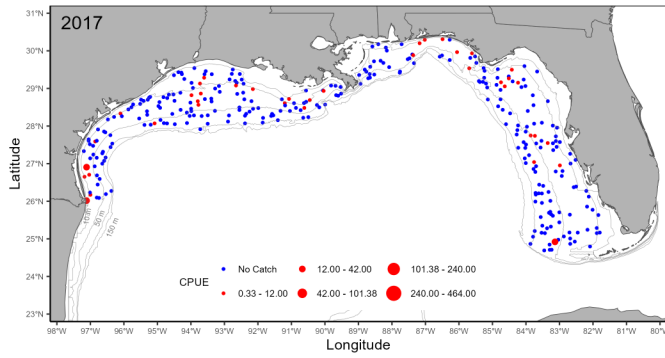 2017
31°N
30°N
29°N
28°N
27°N
26°N
25°N
24°N
23°N
Latitude
10 m
50 m
150 m
CPUE
No Catch
12.00 - 42.00
101.38 - 240.00
0.33 - 12.00
42.00 - 101.38
240.00 - 464.00
98°W 97°W 96°W 95°W 94°W 93°W 92°W 91°W 90°W 89°W 88°W 87°W 86°W 85°W 84°W 83°W 82°W 81°W 80°W
Longitude